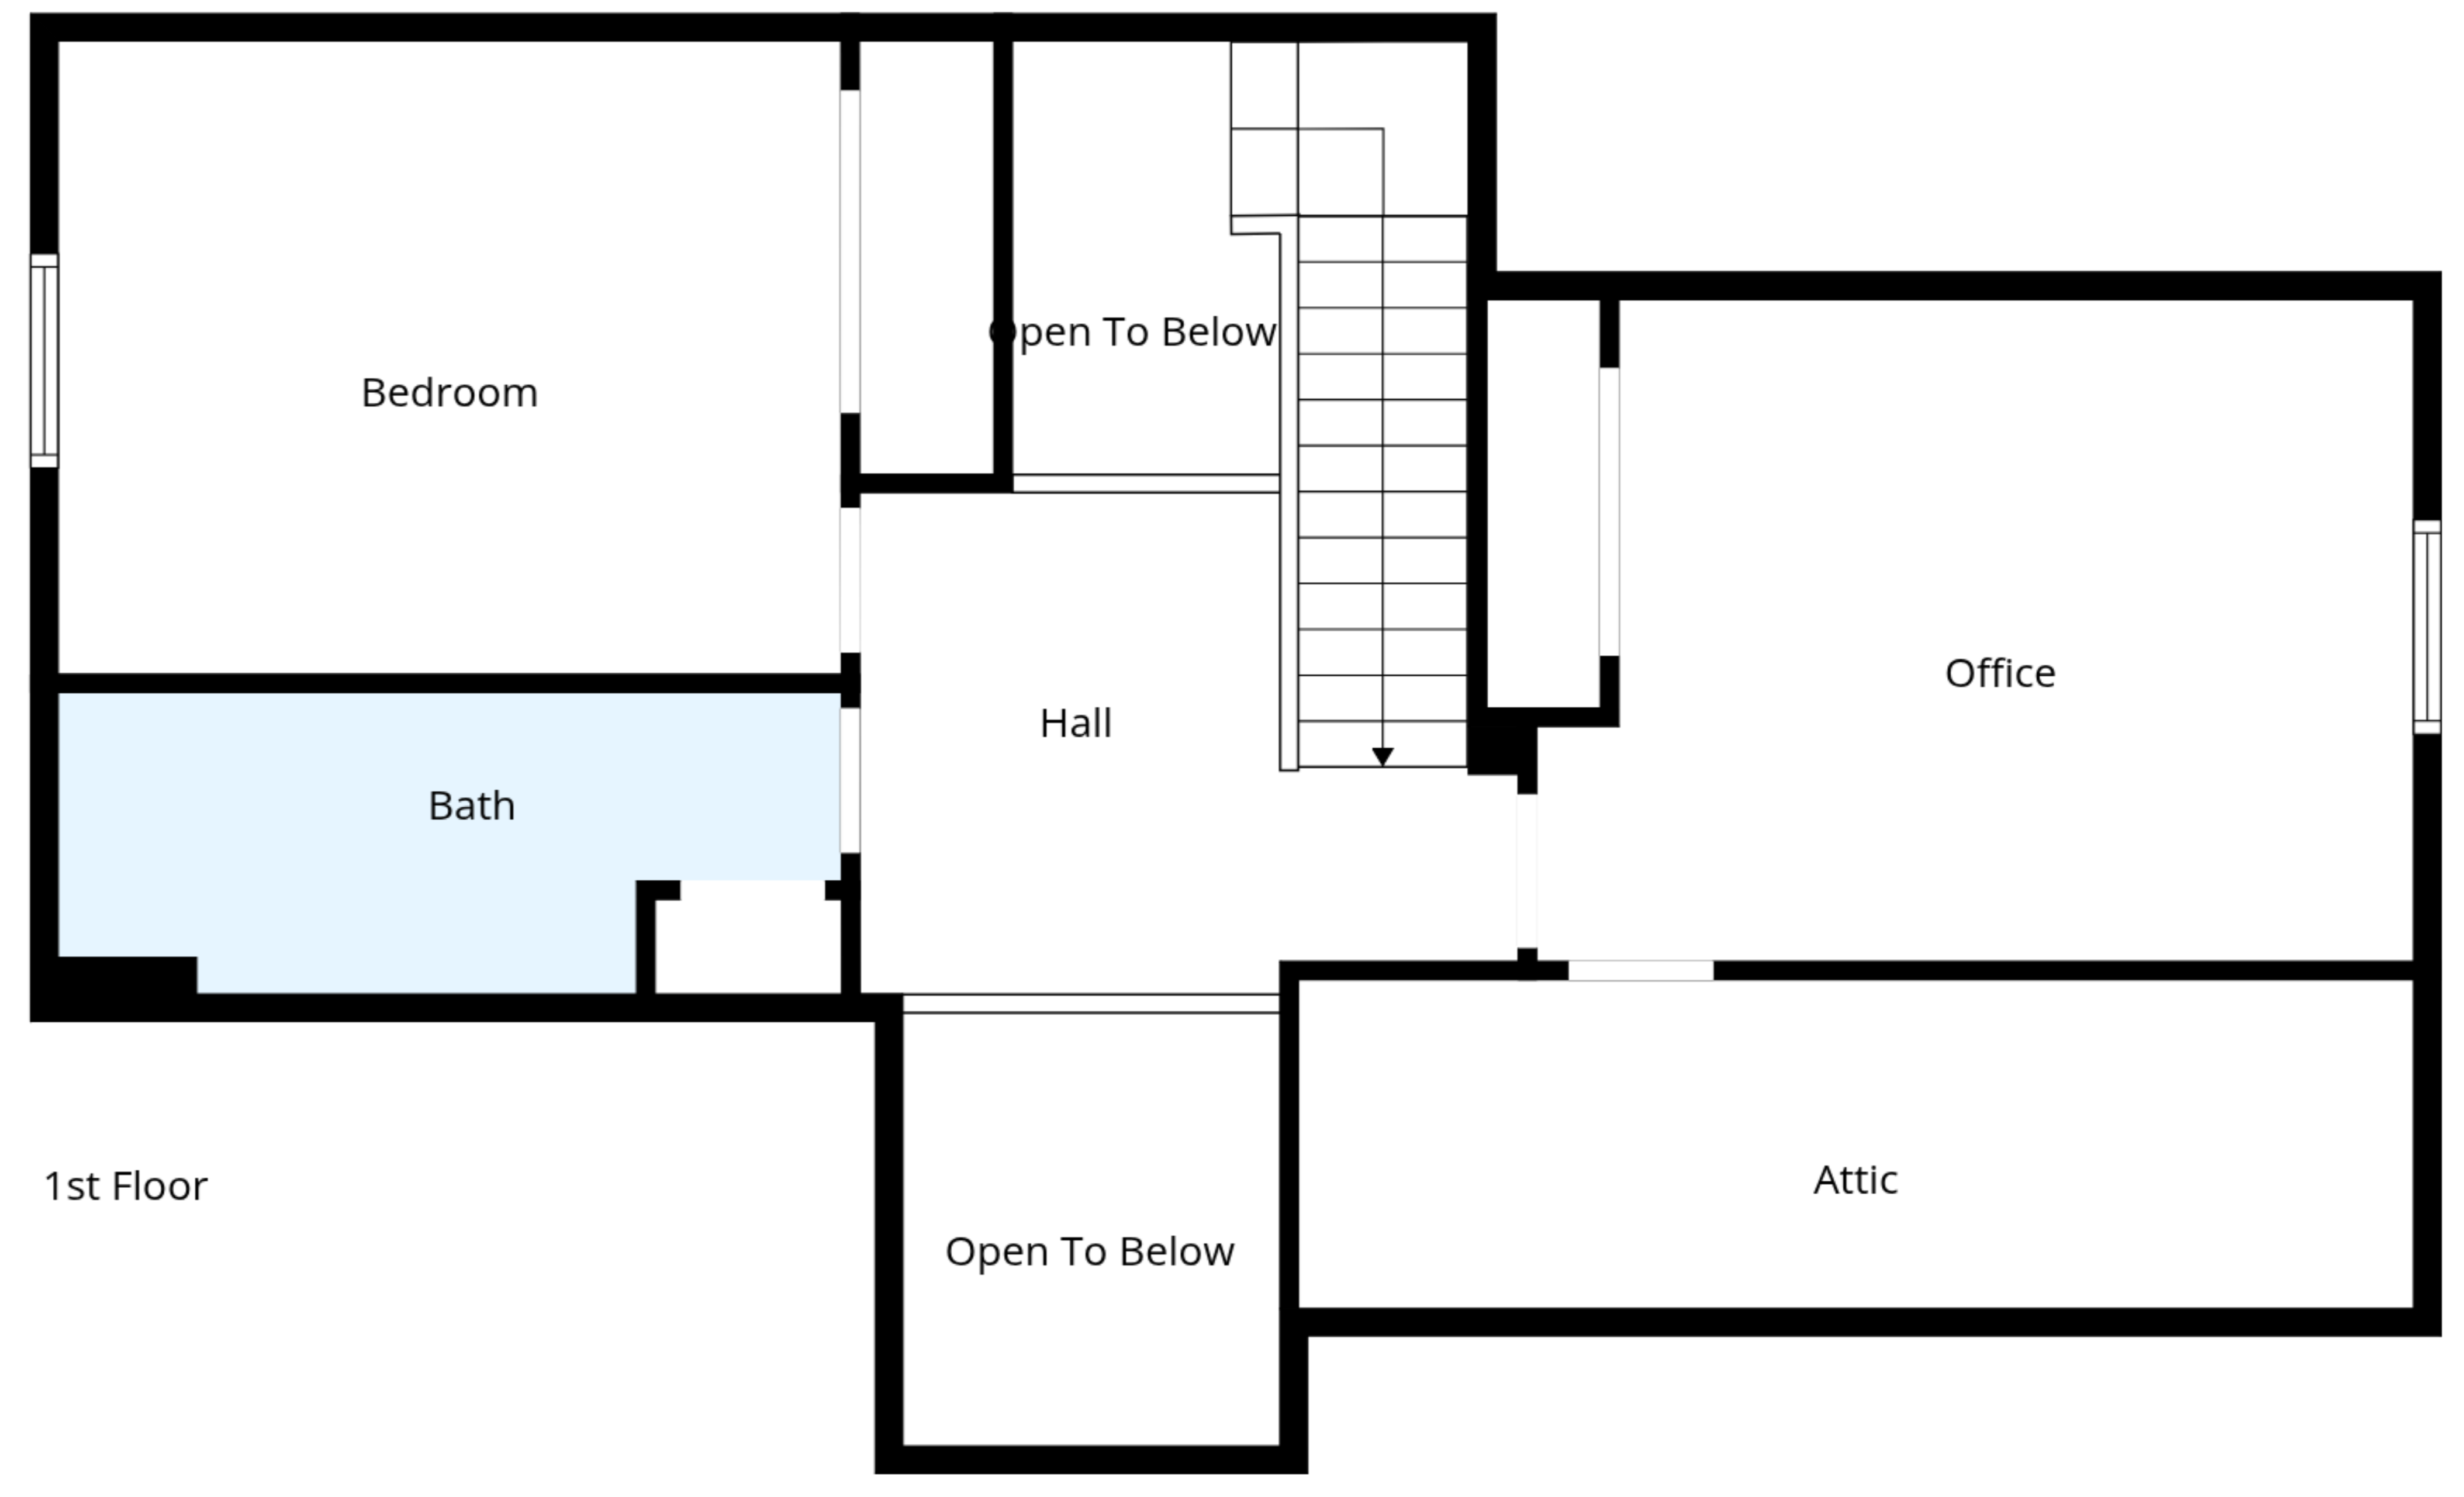 Open To Below
Bedroom
Office
Hall
Bath
Attic
1st Floor
Open To Below